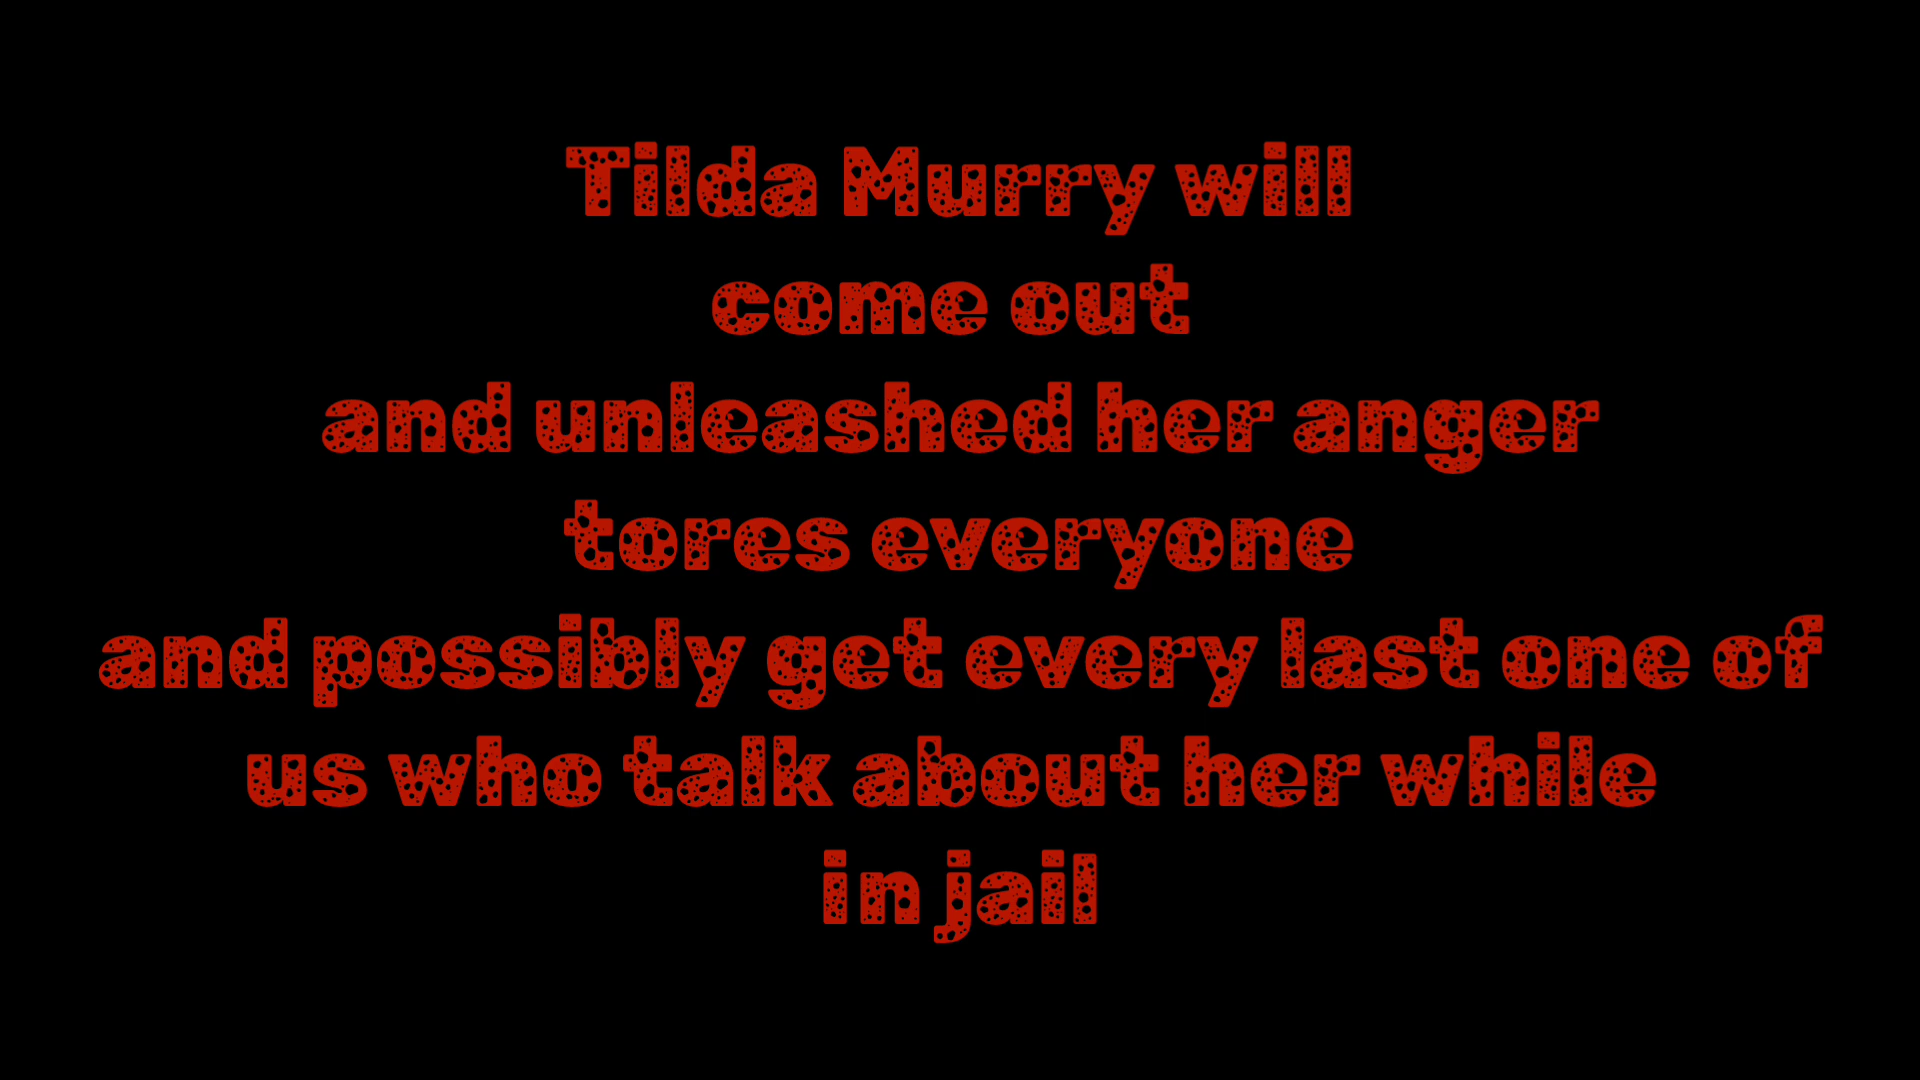 Tilda Murry will
come out
and unleashed her anger
tores everyone
and possibly get every last one of
us who talk about her while
in jail